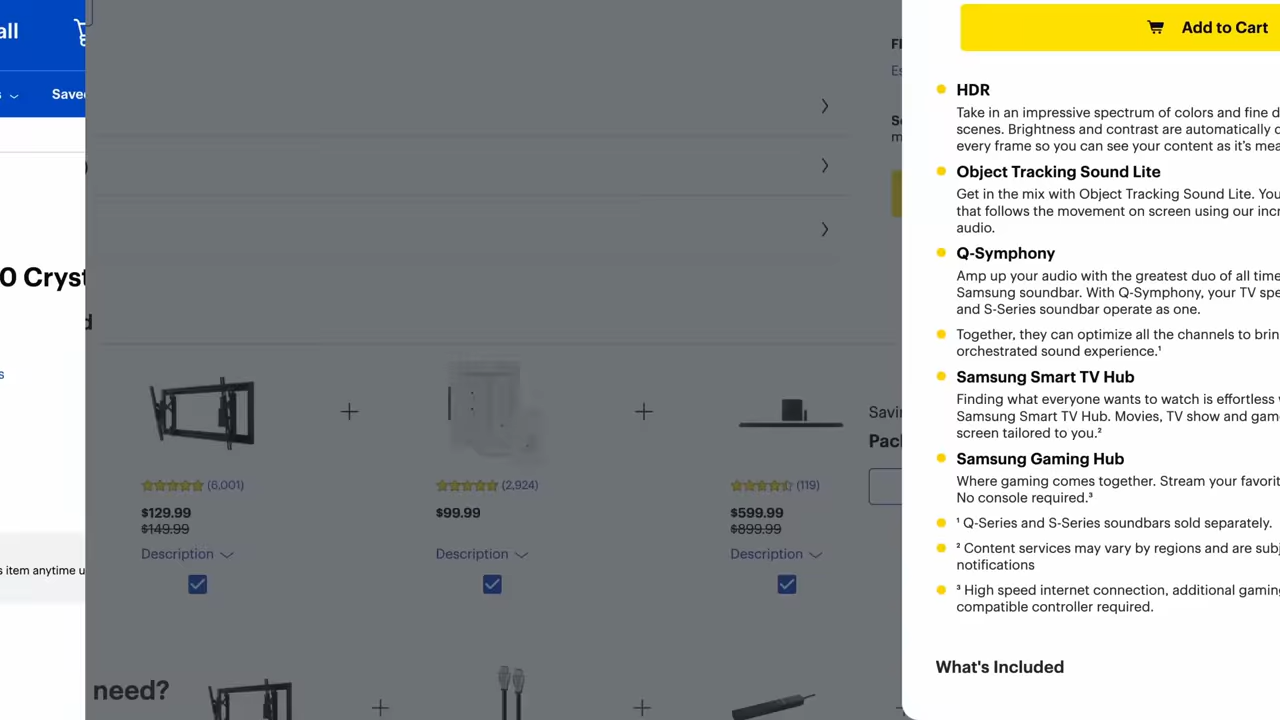 all
Saved
0 Cryst
d
s
s item anytime u
(6,001)
$129.99
$149.99
Description
(2,924)
$99.99
Description
(119)
$599.99
$899.99
Description
need?
Fl
Es
Se
m
Savi
Pac
Add to Cart
HDR
Take in an impressive spectrum of colors and fine d
scenes. Brightness and contrast are automatically
every frame so you can see your content as it's mea
Object Tracking Sound Lite
Get in the mix with Object Tracking Sound Lite. You
that follows the movement on screen using our incr
audio.
Q-Symphony
Amp up your audio with the greatest duo of all time
Samsung soundbar. With Q-Symphony, your TV spe
and S-Series soundbar operate as one.
Together, they can optimize all the channels to brin
orchestrated sound experience.¹
Samsung Smart TV Hub
Finding what everyone wants to watch is effortless
Samsung Smart TV Hub. Movies, TV show and gam
screen tailored to you.²
Samsung Gaming Hub
Where gaming comes together. Stream your favorit
No console required.³
¹ Q-Series and S-Series soundbars sold separately.
² Content services may vary by regions and are subj
notifications
³ High speed internet connection, additional gaming
compatible controller required.
What's Included